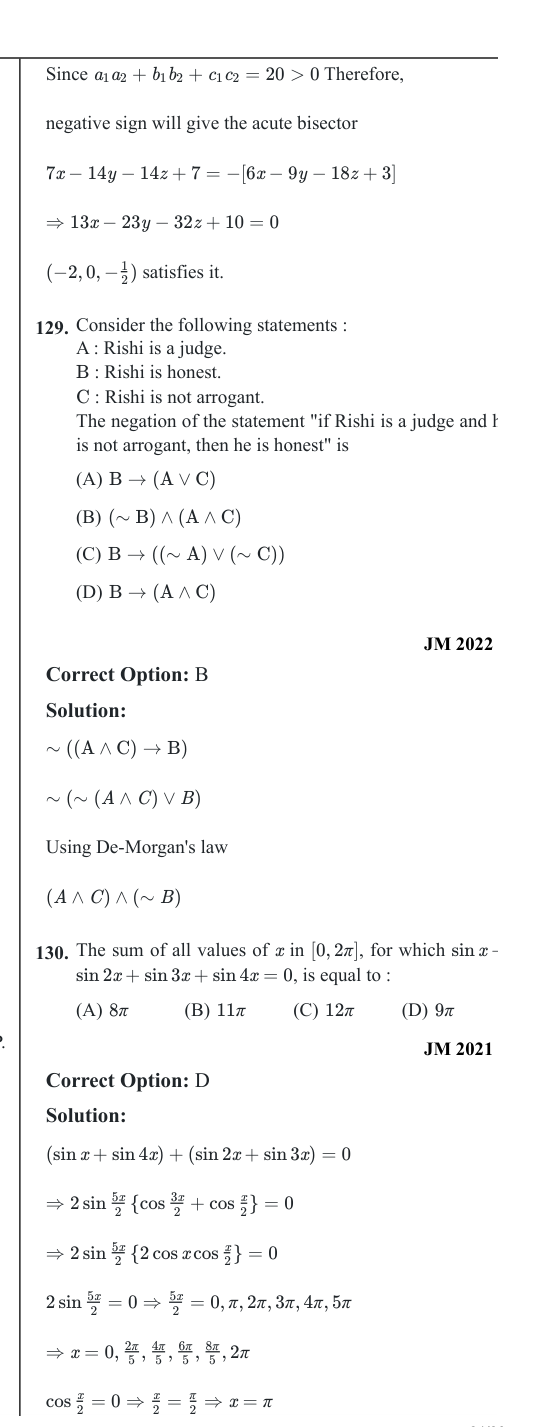 Since a₁a₂ + b₁b₂ + c₁c₂ = 20 > 0 Therefore,
negative sign will give the acute bisector
7x − 14y − 14z + 7 = −[6x − 9y − 18z + 3]
⇒ 13x − 23y − 32z + 10 = 0
(−2, 0, −1/2) satisfies it.
129. Consider the following statements :
A : Rishi is a judge.
B : Rishi is honest.
C : Rishi is not arrogant.
The negation of the statement "if Rishi is a judge and
is not arrogant, then he is honest" is
(A) B → (A ∨ C)
(B) (∼ B) ∧ (A ∧ C)
(C) B → ((∼ A) ∨ (∼ C))
(D) B → (A ∧ C)
JM 2022
Correct Option: B
Solution:
∼ ((A ∧ C) → B)
∼ (∼ (A ∧ C) ∨ B)
Using De-Morgan's law
(A ∧ C) ∧ (∼ B)
130. The sum of all values of x in [0, 2π], for which sin x
sin 2x + sin 3x + sin 4x = 0, is equal to :
(A) 8π (B) 11π (C) 12π (D) 9π
JM 2021
Correct Option: D
Solution:
(sin x + sin 4x) + (sin 2x + sin 3x) = 0
⇒ 2 sin 5x/2 {cos 3x/2 + cos x/2} = 0
⇒ 2 sin 5x/2 {2 cos x cos x/2} = 0
2 sin 5x/2 = 0 ⇒ 5x/2 = 0, π, 2π, 3π, 4π, 5π
⇒ x = 0, 2π/5, 4π/5, 6π/5, 8π/5, 2π
cos x/2 = 0 ⇒ x/2 = π/2 ⇒ x = π